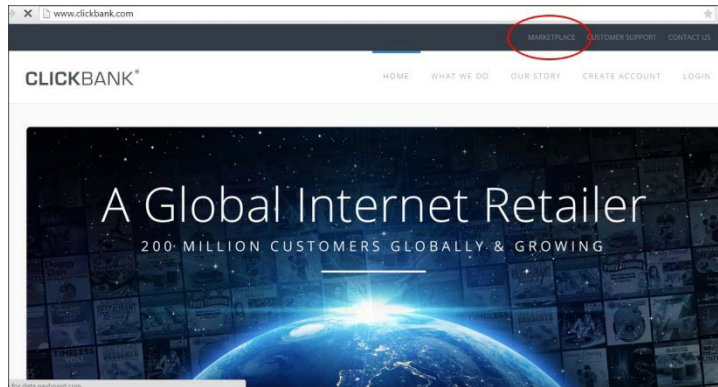 www.clickbank.com
MARKETPLACE CUSTOMER SUPPORT CONTACT US
CLICKBANK®
HOME WHAT WE DO OUR STORY CREATE ACCOUNT LOGIN
A Global Internet Retailer
200 MILLION CUSTOMERS GLOBALLY & GROWING
TIMELESS